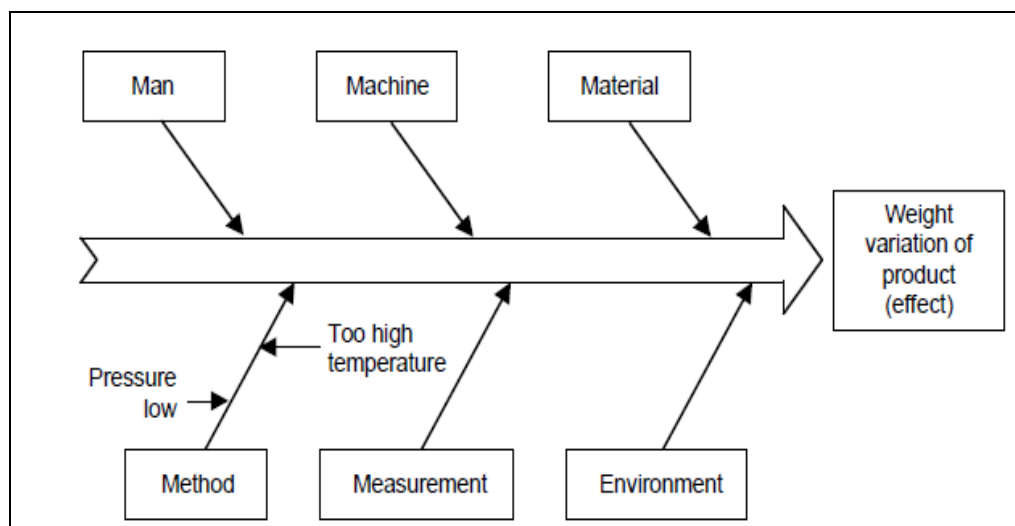 Man
Machine
Material
Weight
variation of
product
(effect)
Too high
temperature
Pressure
low
Method
Measurement
Environment